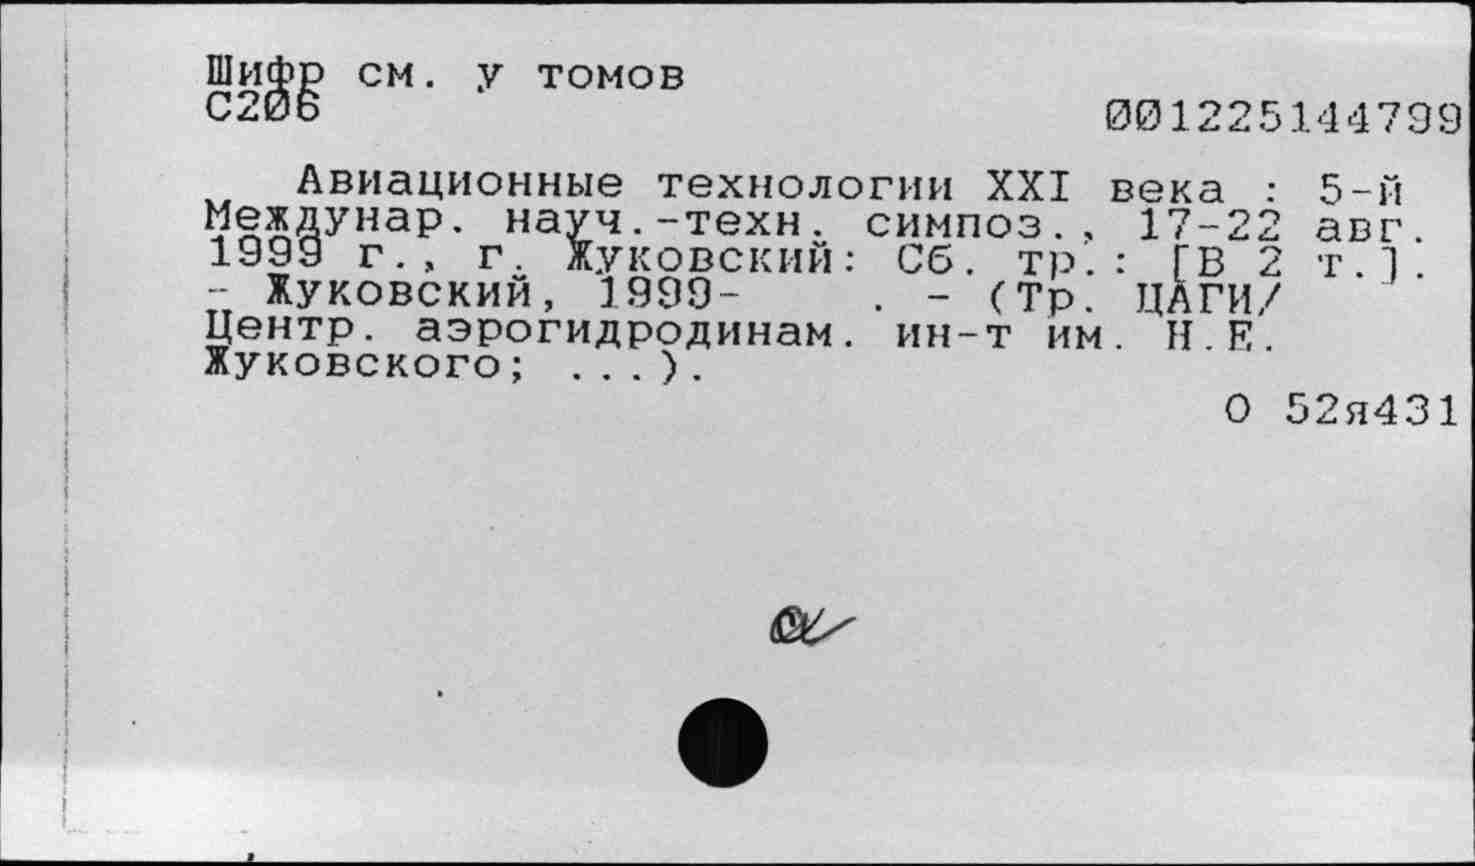 Шифр см. у томов
С206
001225144799
Авиационные технологии XXI века : 5-й
Междунар. науч.-техн. симпоз., 17-22 авг.
1999 г., г. Жуковский: Сб. тр.: [В 2 т.].
- Жуковский, 1999-    . - (Тр. ЦАГИ/
Центр. аэрогидродинам. ин-т им. Н.Е.
Жуковского; ...).
О 52я431